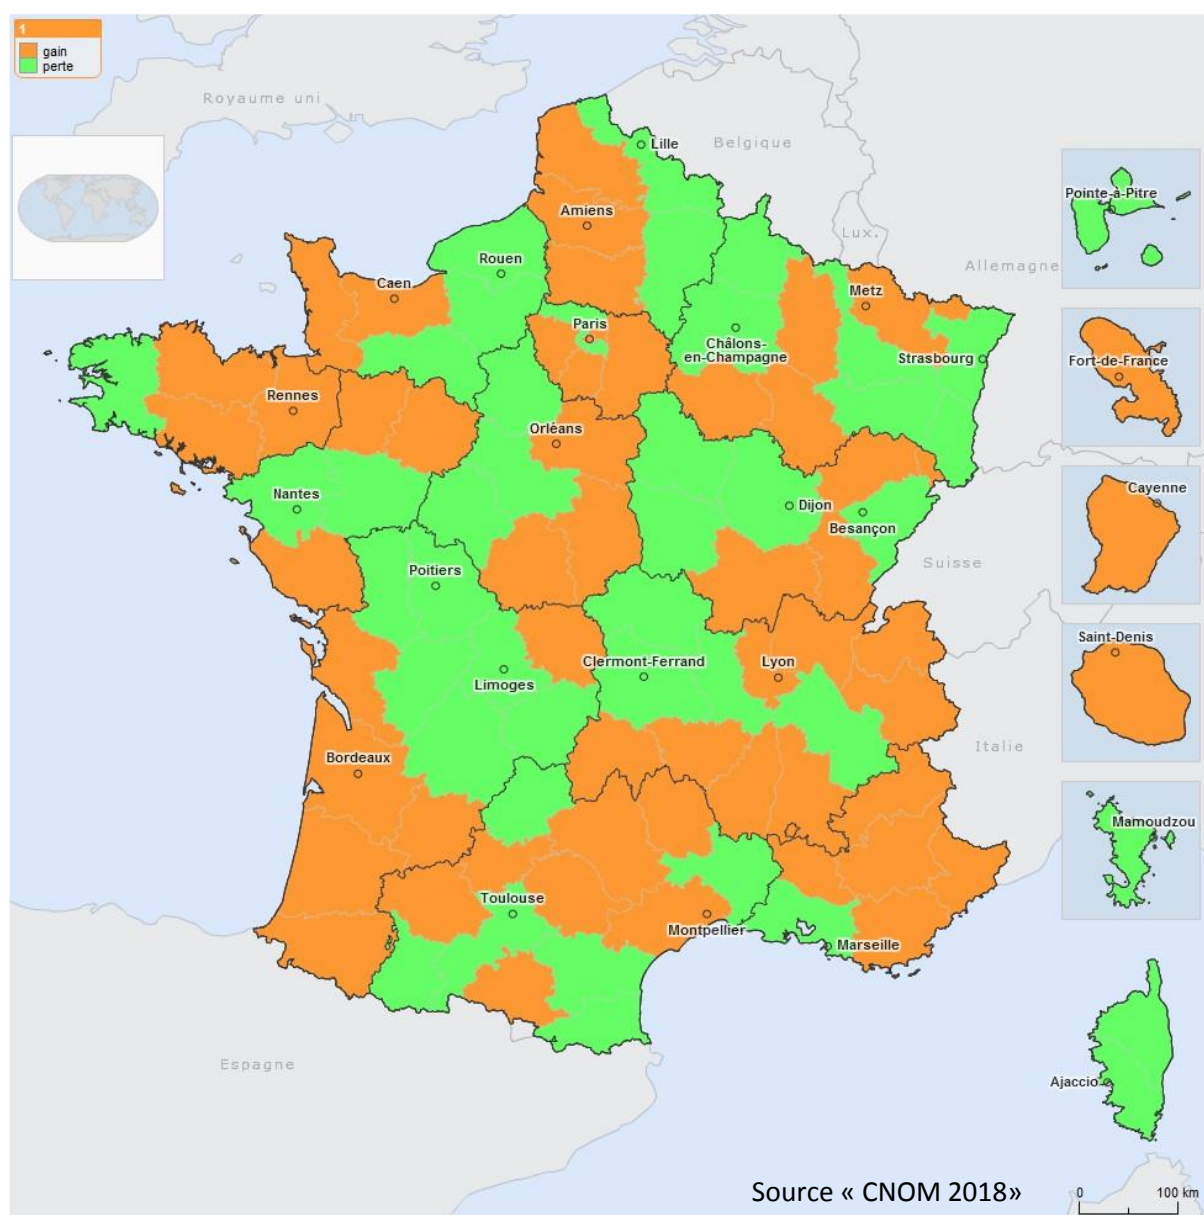 1
gain
perte
Royaume uni
Belgique
Lille
Pointe-à-Pitre
Amiens
Lux.
Allemagne
Rouen
Caen
Metz
Paris
Châlons-
en-Champagne
Strasbourg
Fort-de-France
Rennes
Orléans
Nantes
Dijon
Besançon
Cayenne
Suisse
Poitiers
Saint-Denis
Clermont-Ferrand
Lyon
Limoges
Italie
Bordeaux
Mamoudzou
Toulouse
Montpellier
Marseille
Espagne
Ajaccio
Source « CNOM 2018»
0 100 km